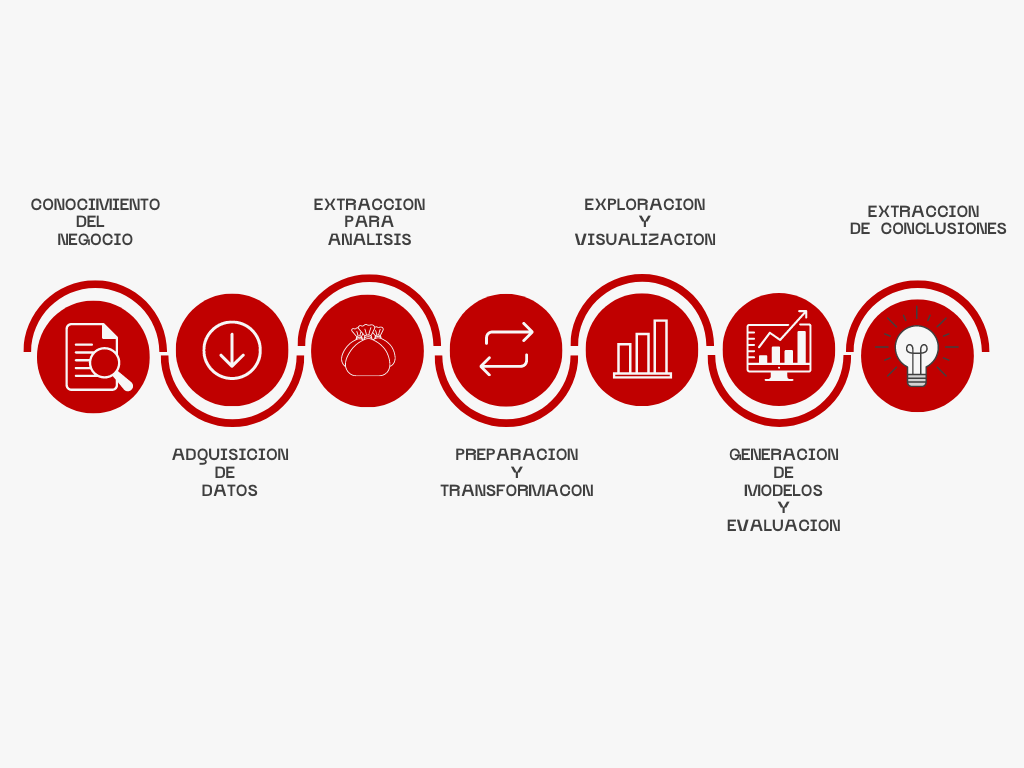 CONOCIMIENTO
DEL
NEGOCIO
ADQUISICION
DE
DATOS
EXTRACCION
PARA
ANALISIS
PREPARACION
Y
TRANSFORMACON
EXPLORACION
Y
VISUALIZACION
GENERACION
DE
MODELOS
Y
EVALUACION
EXTRACCION
DE CONCLUSIONES